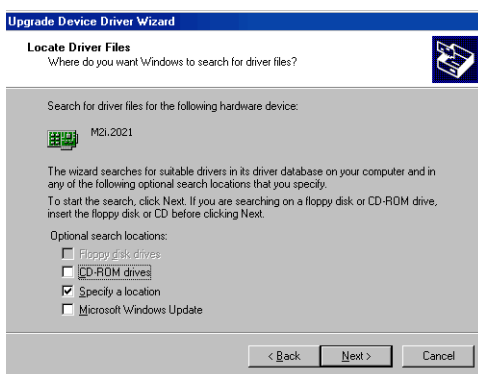 Upgrade Device Driver Wizard
Locate Driver Files
Where do you want Windows to search for driver files?
Search for driver files for the following hardware device:
M2i.2021
The wizard searches for suitable drivers in its driver database on your computer and in
any of the following optional search locations that you specify.
To start the search, click Next. If you are searching on a floppy disk or CD-ROM drive,
insert the floppy disk or CD before clicking Next.
Optional search locations:
Floppy disk drives
CD-ROM drives
Specify a location
Microsoft Windows Update
< Back Next > Cancel